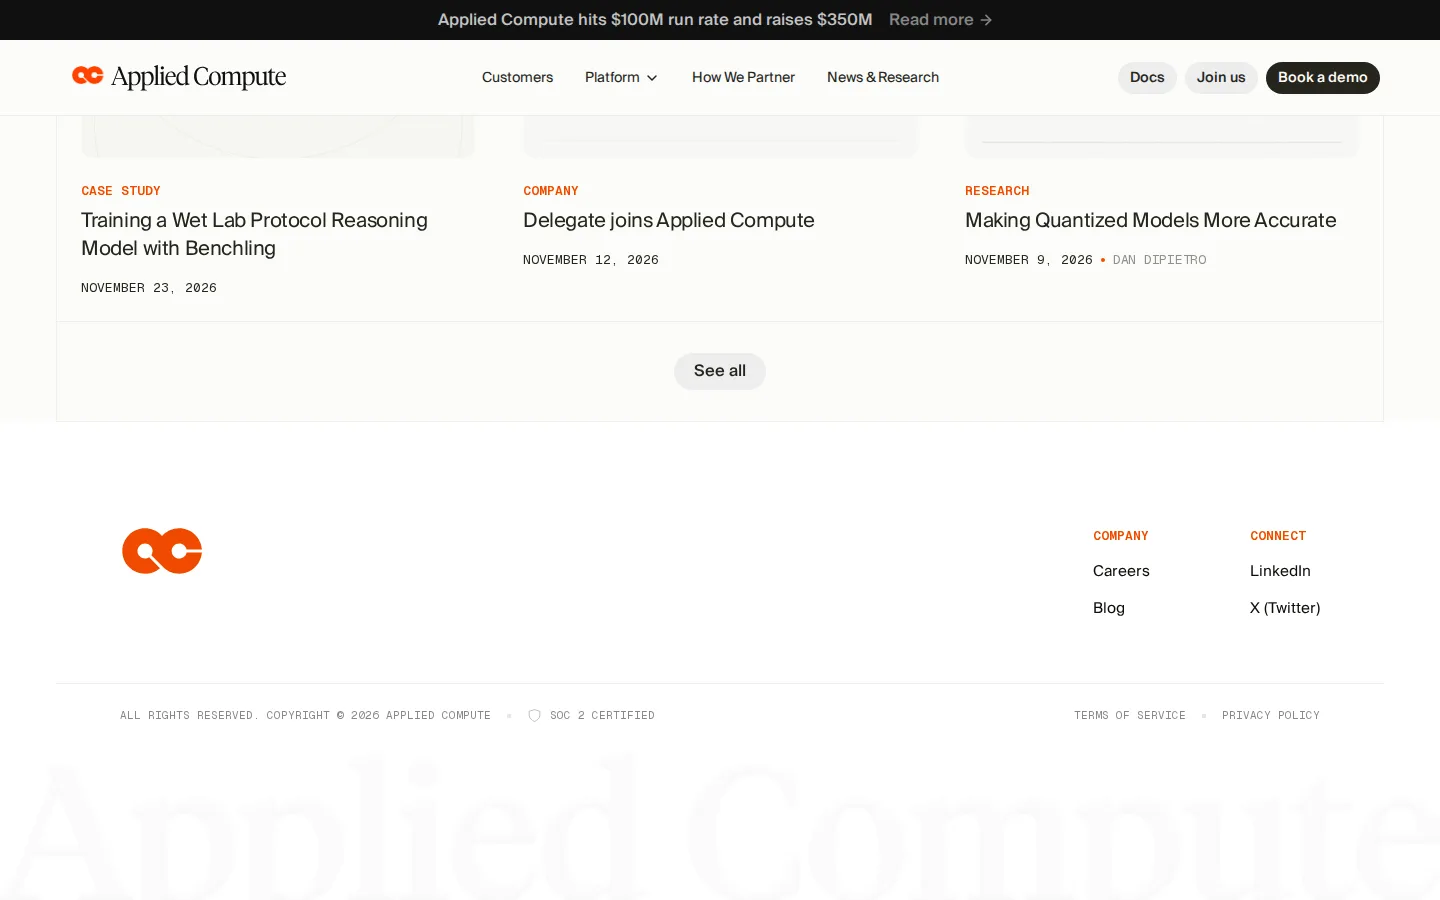 Applied Compute hits $100M run rate and raises $350M Read more →
Applied Compute
Customers Platform How We Partner News & Research
Docs Join us Book a demo
CASE STUDY
Training a Wet Lab Protocol Reasoning
Model with Benchling
NOVEMBER 23, 2026
COMPANY
Delegate joins Applied Compute
NOVEMBER 12, 2026
RESEARCH
Making Quantized Models More Accurate
NOVEMBER 9, 2026 • DAN DIPIETRO
See all
COMPANY
Careers
Blog
CONNECT
LinkedIn
X (Twitter)
ALL RIGHTS RESERVED. COPYRIGHT © 2026 APPLIED COMPUTE SOC 2 CERTIFIED
TERMS OF SERVICE PRIVACY POLICY
Applied Compute